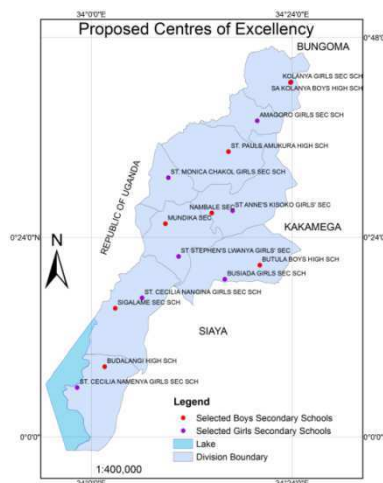 34°0'0"E
34°24'0"E
Proposed Centres of Excellency
0°48'
BUNGOMA
KOLANYA GIRLS SEC SCH
SA KOLANYA BOYS HIGH SCH
AMAGORO GIRLS SEC SCH
ST. PAULS AMUKURA HIGH SCH
ST. MONICA CHAKOL GIRLS SEC SCH
REPUBLIC OF UGANDA
NAMBALE SEC
ST ANNE'S KISOKO GIRLS' SEC
MUNDIKA SEC
KAKAMEGA
N
0°24'0"N
ST STEPHEN'S LWANYA GIRLS' SEC
BUTULA BOYS HIGH SCH
BUSIADA GIRLS SEC SCH
ST. CECILIA NANGINA GIRLS SEC SCH
SIGALAME SEC SCH
SIAYA
BUDALANGI HIGH SCH
ST. CECILIA NAMENYA GIRLS SEC SCH
Legend
Selected Boys Secondary Schools
Selected Girls Secondary Schools
Lake
Division Boundary
0°0'0"
1:400,000
34°0'0"E
34°24'0"E